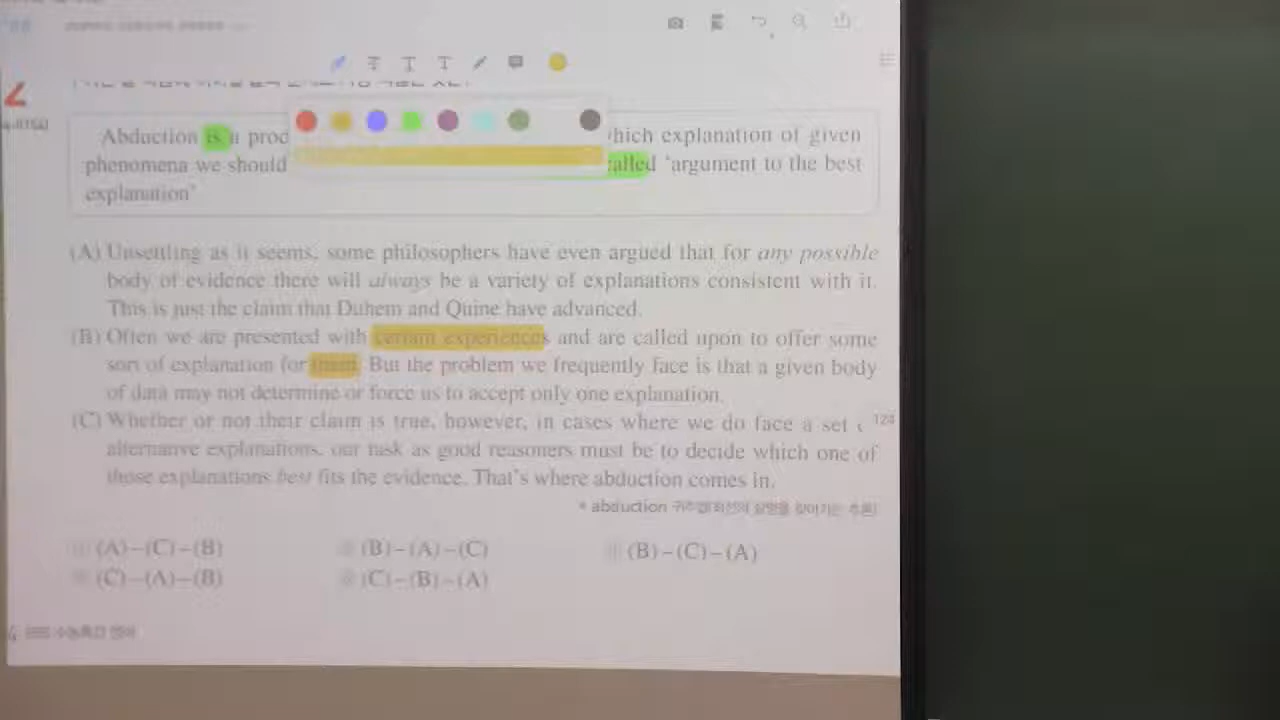 Abduction is a proc hich explanation of given
phenomena we should called 'argument to the best
explanation'
(A) Unsettling as it seems, some philosophers have even argued that for any possible
body of evidence there will always be a variety of explanations consistent with it.
This is just the claim that Duhem and Quine have advanced.
(B) Often we are presented with certain experiences and are called upon to offer some
sort of explanation for them. But the problem we frequently face is that a given body
of data may not determine or force us to accept only one explanation.
(C) Whether or not their claim is true, however, in cases where we do face a set
124
alternative explanations, our task as good reasoners must be to decide which one of
those explanations best fits the evidence. That's where abduction comes in.
* abduction
(A)-(C)-(B) (B)-(A)-(C) (B)-(C)-(A)
(C)-(A)-(B) (C)-(B)-(A)